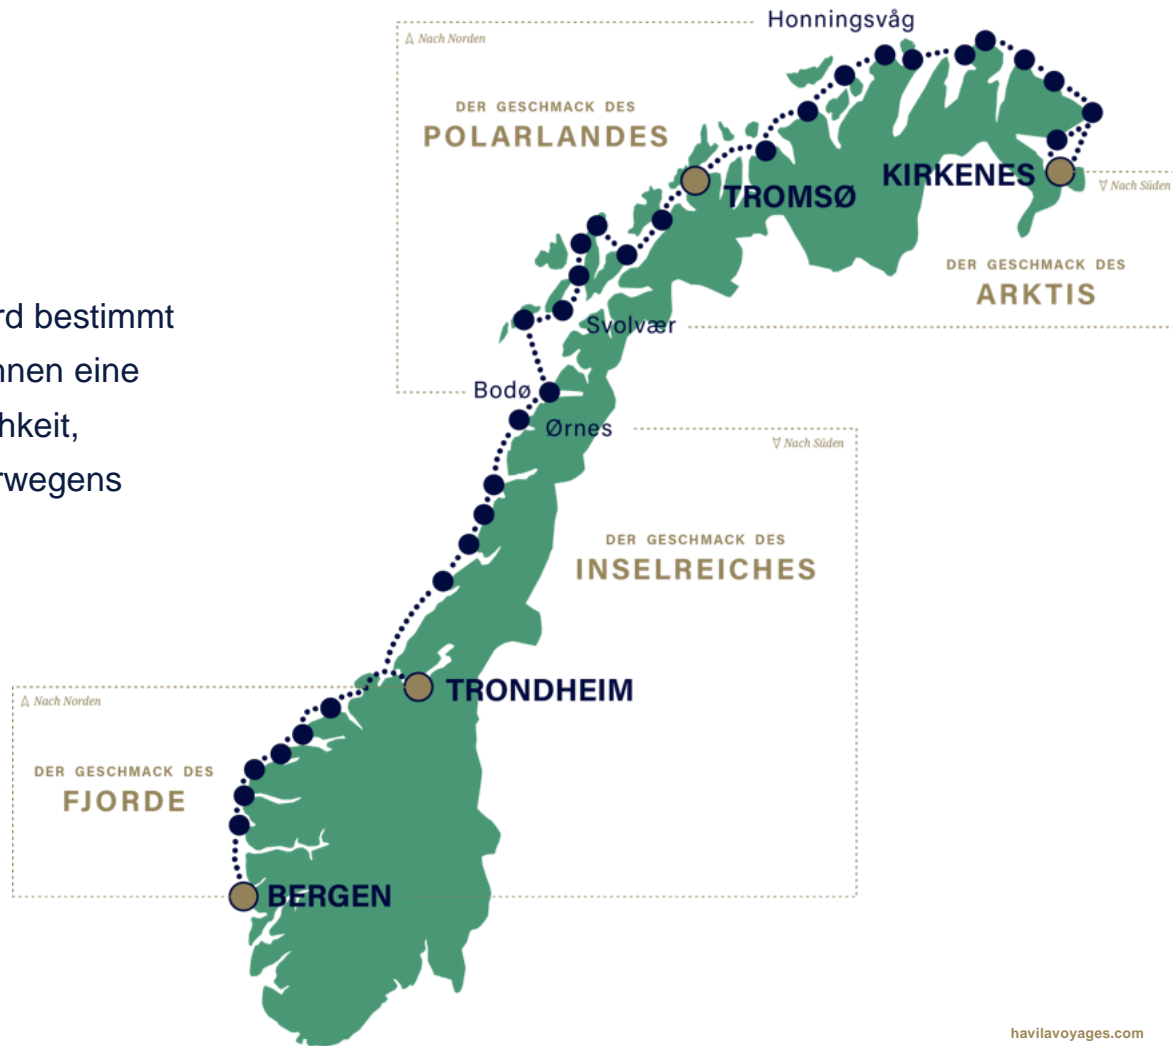 Honningsvåg
Nach Norden
DER GESCHMACK DES
POLARLANDES
KIRKENES
TROMSØ
Nach Süden
DER GESCHMACK DES
ARKTIS
rd bestimmt
Svolvær
nnen eine
Bodø
hkeit,
Ørnes
Nach Süden
rwegens
DER GESCHMACK DES
INSELREICHES
TRONDHEIM
Nach Norden
DER GESCHMACK DES
FJORDE
BERGEN
havilavoyages.com